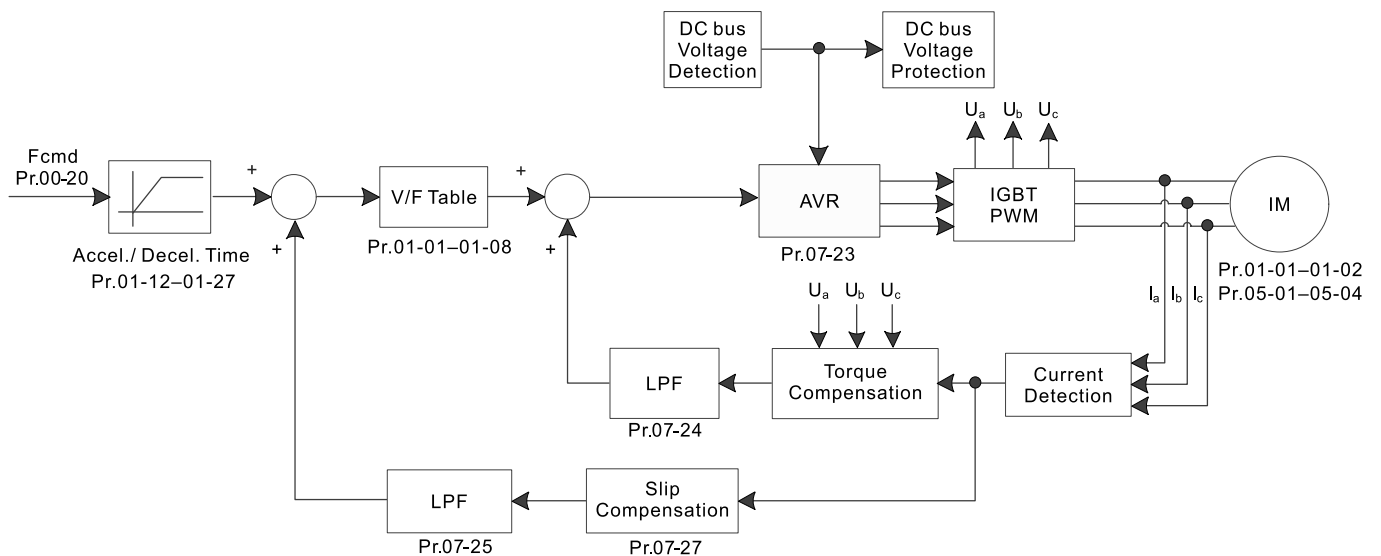 DC bus
Voltage
Detection
DC bus
Voltage
Protection
Ua Ub Uc
Fcmd
Pr.00-20
+
+
V/F Table
AVR
IGBT
PWM
IM
Accel./ Decel. Time
Pr.01-12–01-27
+
Pr.01-01–01-08
+
Pr.07-23
Pr.01-01–01-02
Pr.05-01–05-04
Ia Ib Ic
Ua Ub Uc
LPF
Pr.07-24
Torque
Compensation
Current
Detection
LPF
Pr.07-25
Slip
Compensation
Pr.07-27